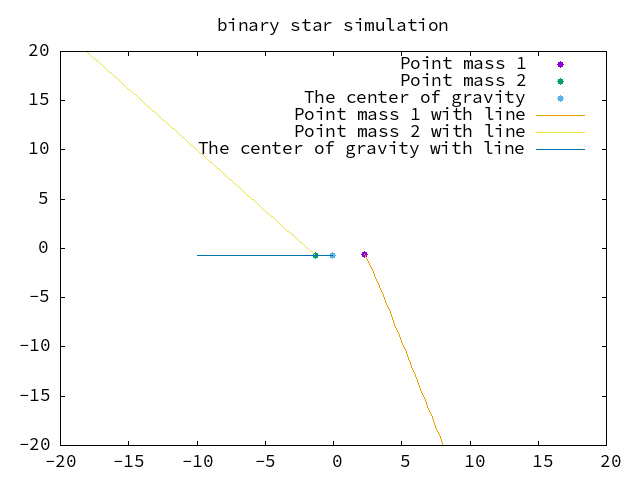 binary star simulation
20
Point mass 1
Point mass 2
15
The center of gravity
Point mass 1 with line
Point mass 2 with line
10
The center of gravity with line
5
0
-5
-10
-15
-20
-20 -15 -10 -5 0 5 10 15 20